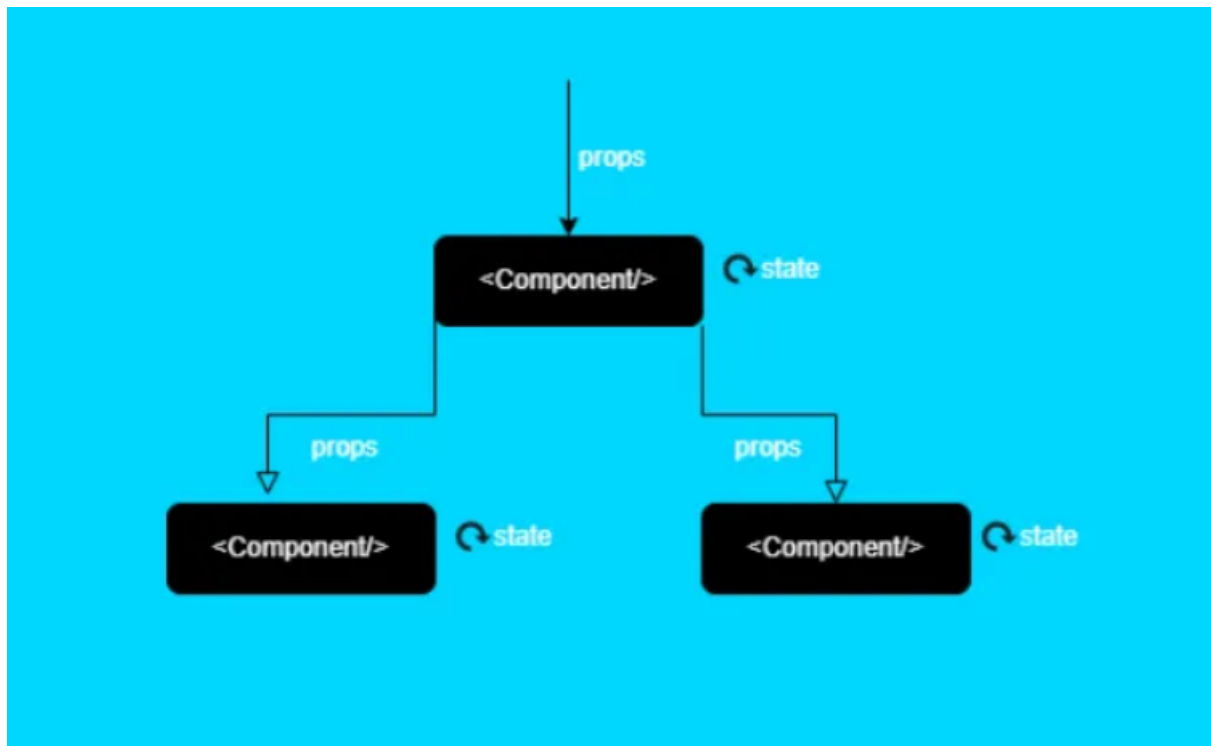 props
<Component/>
state
props
props
<Component/>
state
<Component/>
state